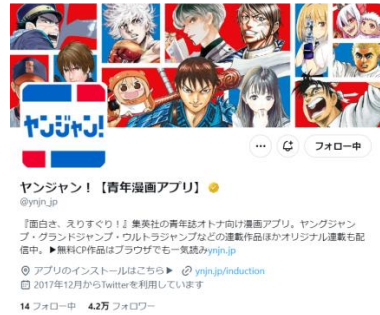 ヤンジャン!
フォロー中
ヤンジャン！【青年漫画アプリ】
@ynjn_jp
『面白さ、えりすぐり！』集英社の青年誌オトナ向け漫画アプリ。ヤングジャン
プ・グランドジャンプ・ウルトラジャンプなどの連載作品ほかオリジナル連載も配
信中。▶無料CP作品はブラウザでも一気読みynjn.jp
アプリのインストールはこちら▶ ynjn.jp/induction
2017年12月からTwitterを利用しています
14 フォロー中 4.2万 フォロワー